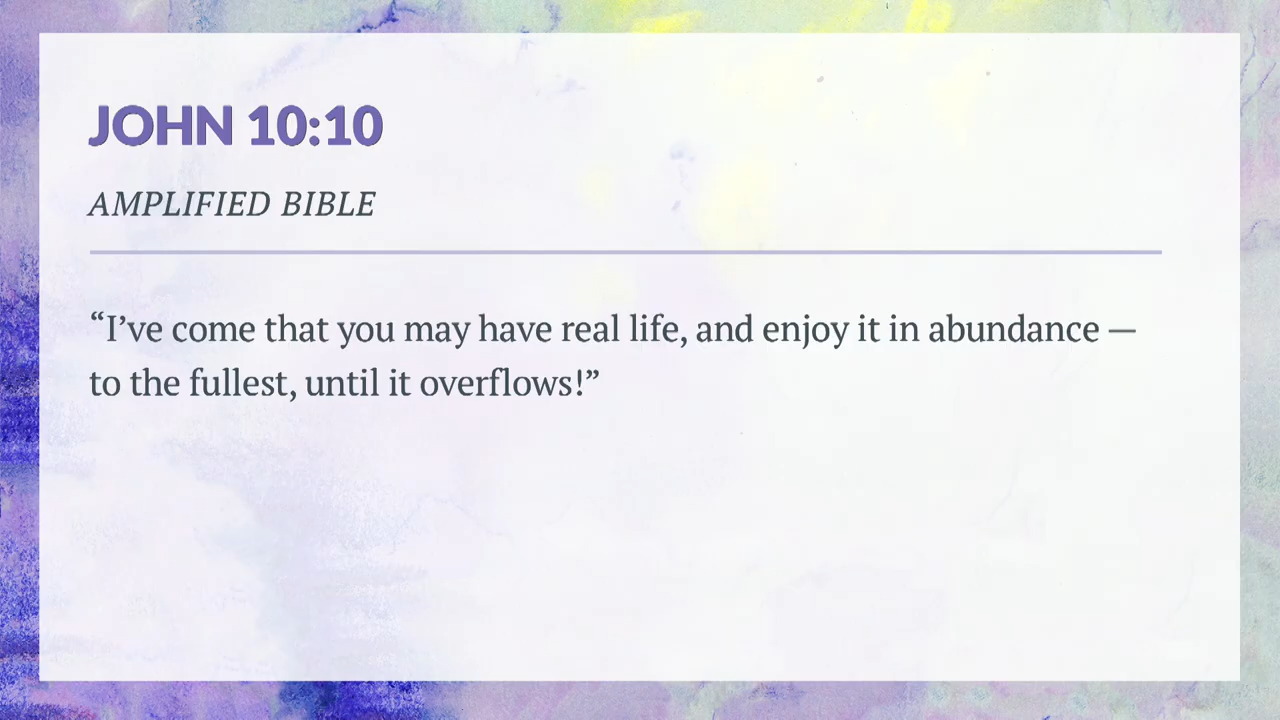 JOHN 10:10
AMPLIFIED BIBLE
“I’ve come that you may have real life, and enjoy it in abundance —
to the fullest, until it overflows!”